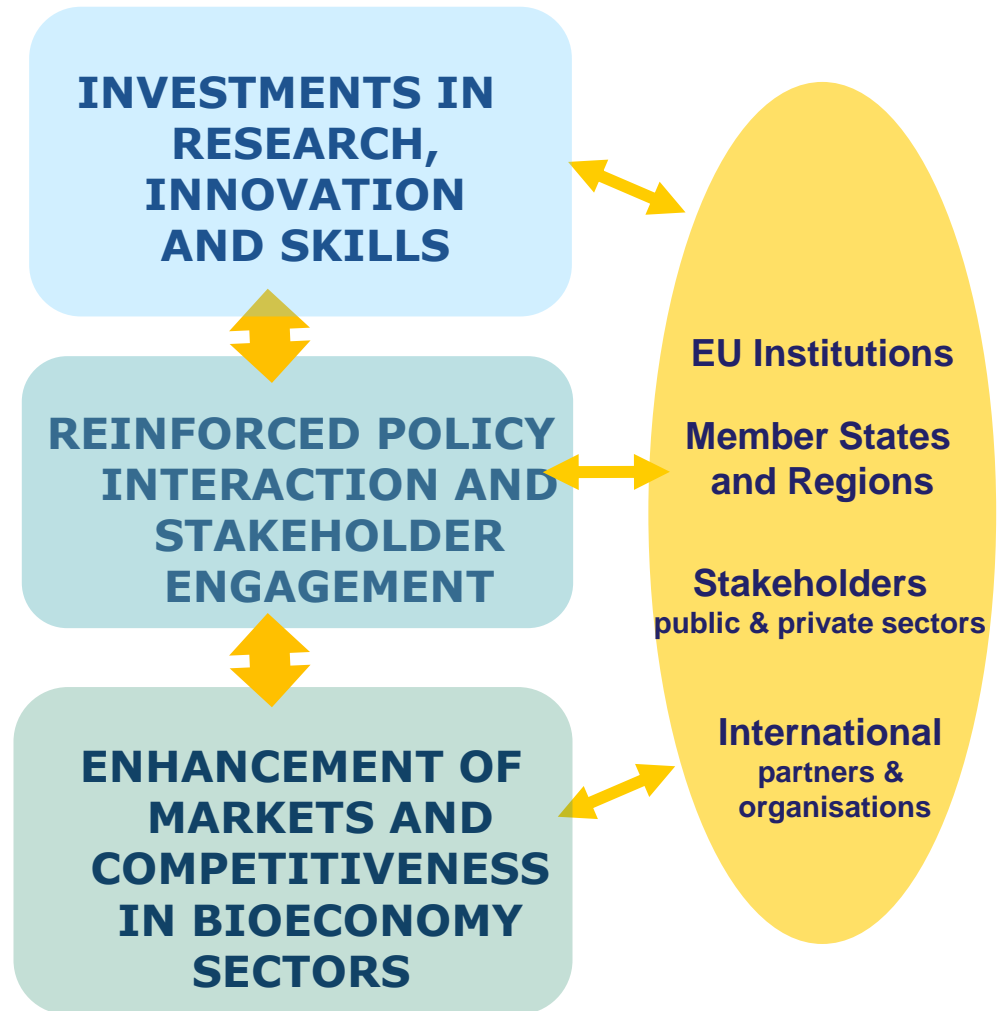 INVESTMENTS IN
RESEARCH,
INNOVATION
AND SKILLS
REINFORCED POLICY
INTERACTION AND
STAKEHOLDER
ENGAGEMENT
ENHANCEMENT OF
MARKETS AND
COMPETITIVENESS
IN BIOECONOMY
SECTORS
EU Institutions
Member States
and Regions
Stakeholders
public & private sectors
International
partners &
organisations